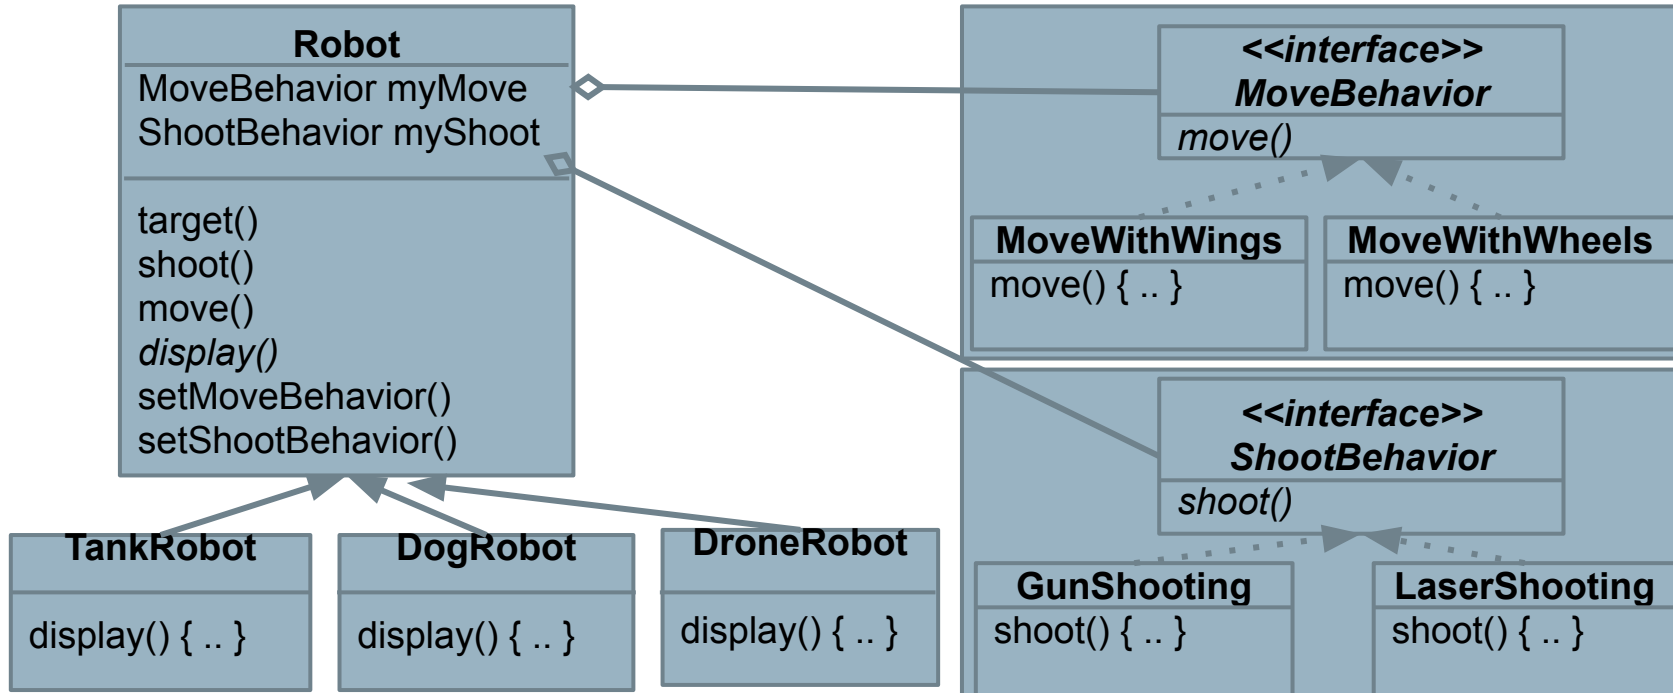 Robot
MoveBehavior myMove
ShootBehavior myShoot
target()
shoot()
move()
display()
setMoveBehavior()
setShootBehavior()
TankRobot
display() { .. }
DogRobot
display() { .. }
DroneRobot
display() { .. }
<<interface>>
MoveBehavior
move()
MoveWithWings
move() { .. }
MoveWithWheels
move() { .. }
<<interface>>
ShootBehavior
shoot()
GunShooting
shoot() { .. }
LaserShooting
shoot() { .. }